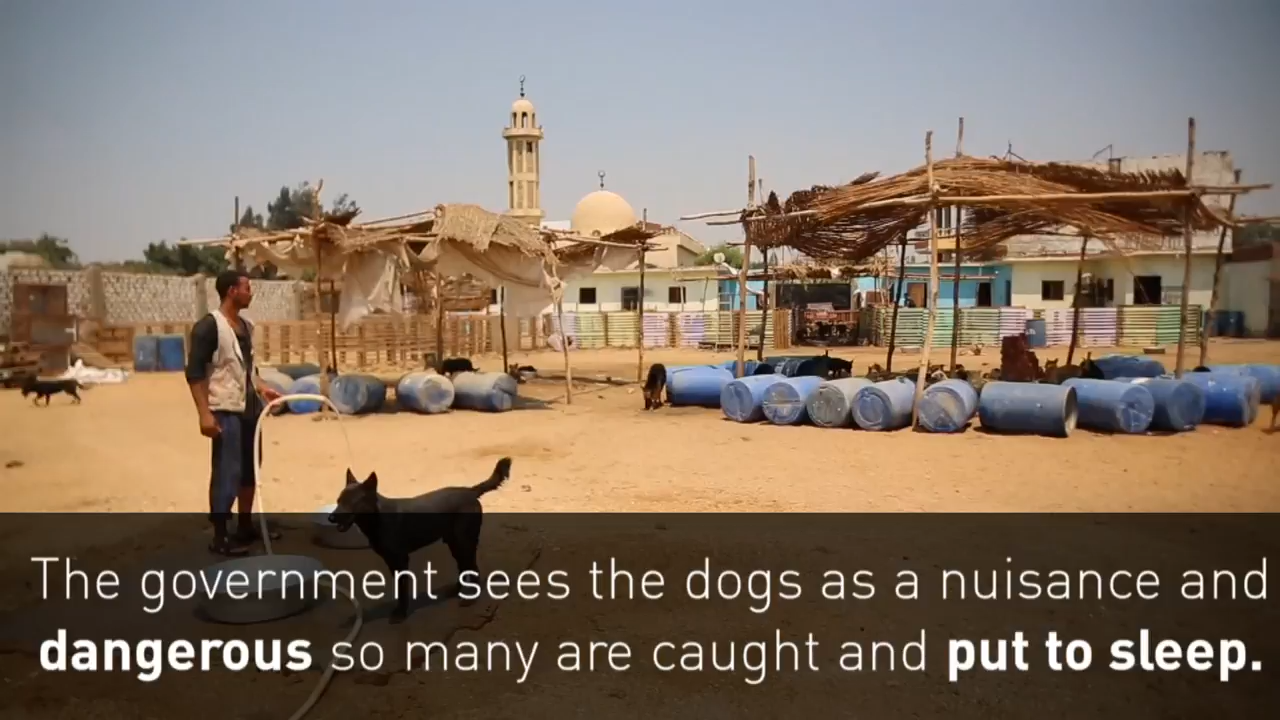 The government sees the dogs as a nuisance and
dangerous so many are caught and put to sleep.